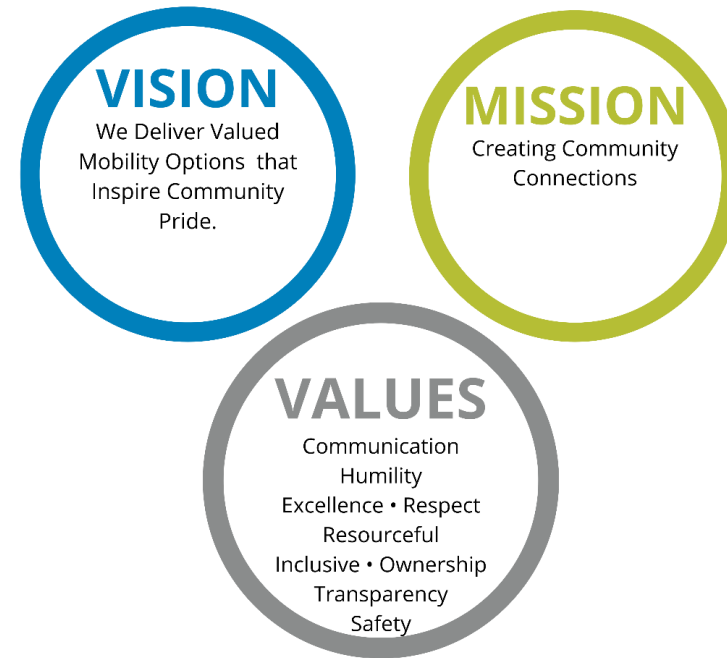 VISION
We Deliver Valued
Mobility Options that
Inspire Community
Pride.
MISSION
Creating Community
Connections
VALUES
Communication
Humility
Excellence • Respect
Resourceful
Inclusive • Ownership
Transparency
Safety